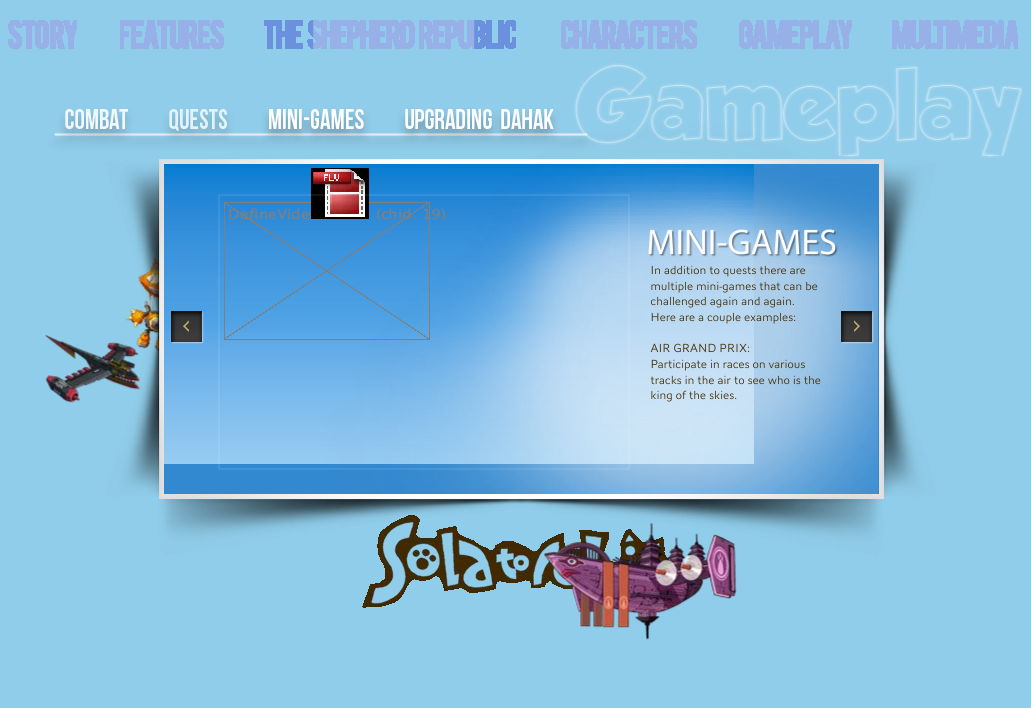 STORY FEATURES THE SHEPHERD REPUBLIC CHARACTERS GAMEPLAY MULTIMEDIA
Gameplay
COMBAT QUESTS MINI-GAMES UPGRADING DAHAK
FLV
DefineVide (chid: 19)
MINI-GAMES
In addition to quests there are
multiple mini-games that can be
challenged again and again.
Here are a couple examples:
AIR GRAND PRIX:
Participate in races on various
tracks in the air to see who is the
king of the skies.
Solato